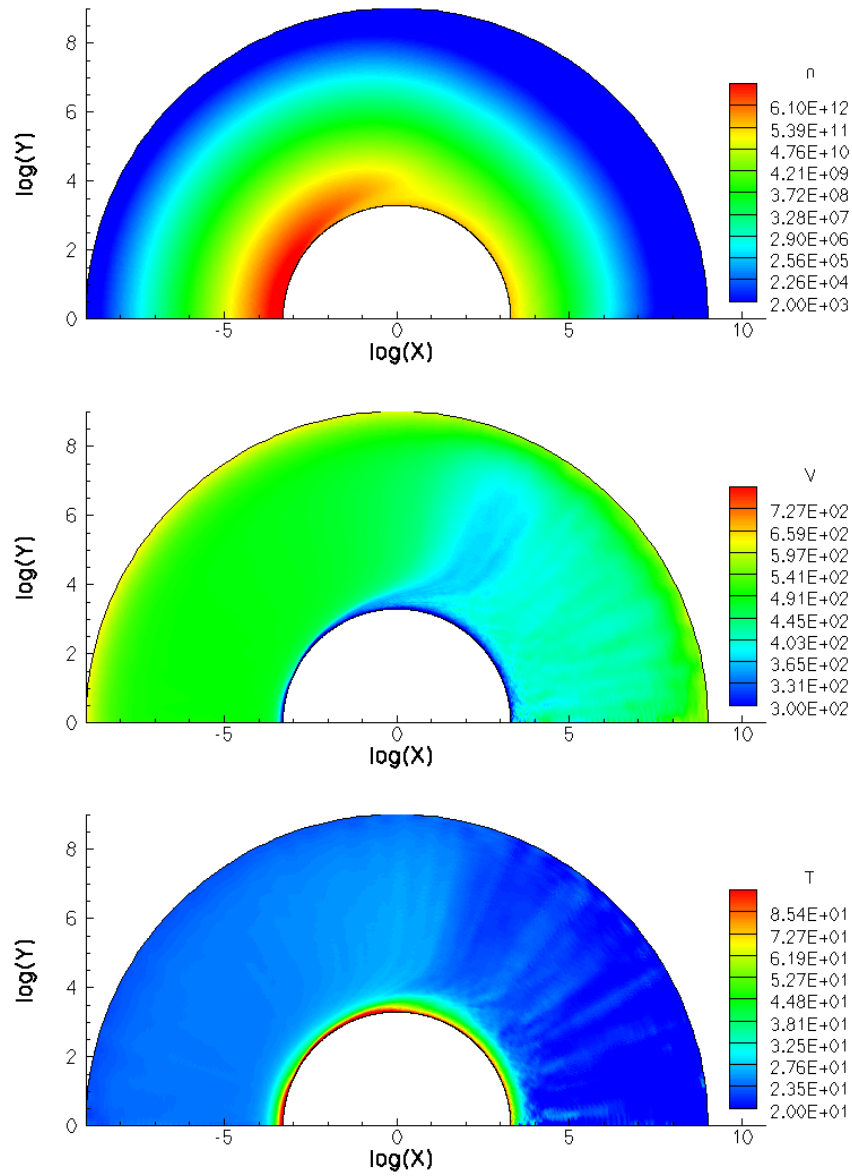 n
8
6
4
2
0
log(Y)
-5
0
5
10
log(X)
6.10E+12
5.39E+11
4.76E+10
4.21E+09
3.72E+08
3.28E+07
2.90E+06
2.56E+05
2.26E+04
2.00E+03
V
8
6
4
2
0
log(Y)
-5
0
5
10
log(X)
7.27E+02
6.59E+02
5.97E+02
5.41E+02
4.91E+02
4.45E+02
4.03E+02
3.65E+02
3.31E+02
3.00E+02
T
8
6
4
2
0
log(Y)
-5
0
5
10
log(X)
8.54E+01
7.27E+01
6.19E+01
5.27E+01
4.48E+01
3.81E+01
3.25E+01
2.76E+01
2.35E+01
2.00E+01